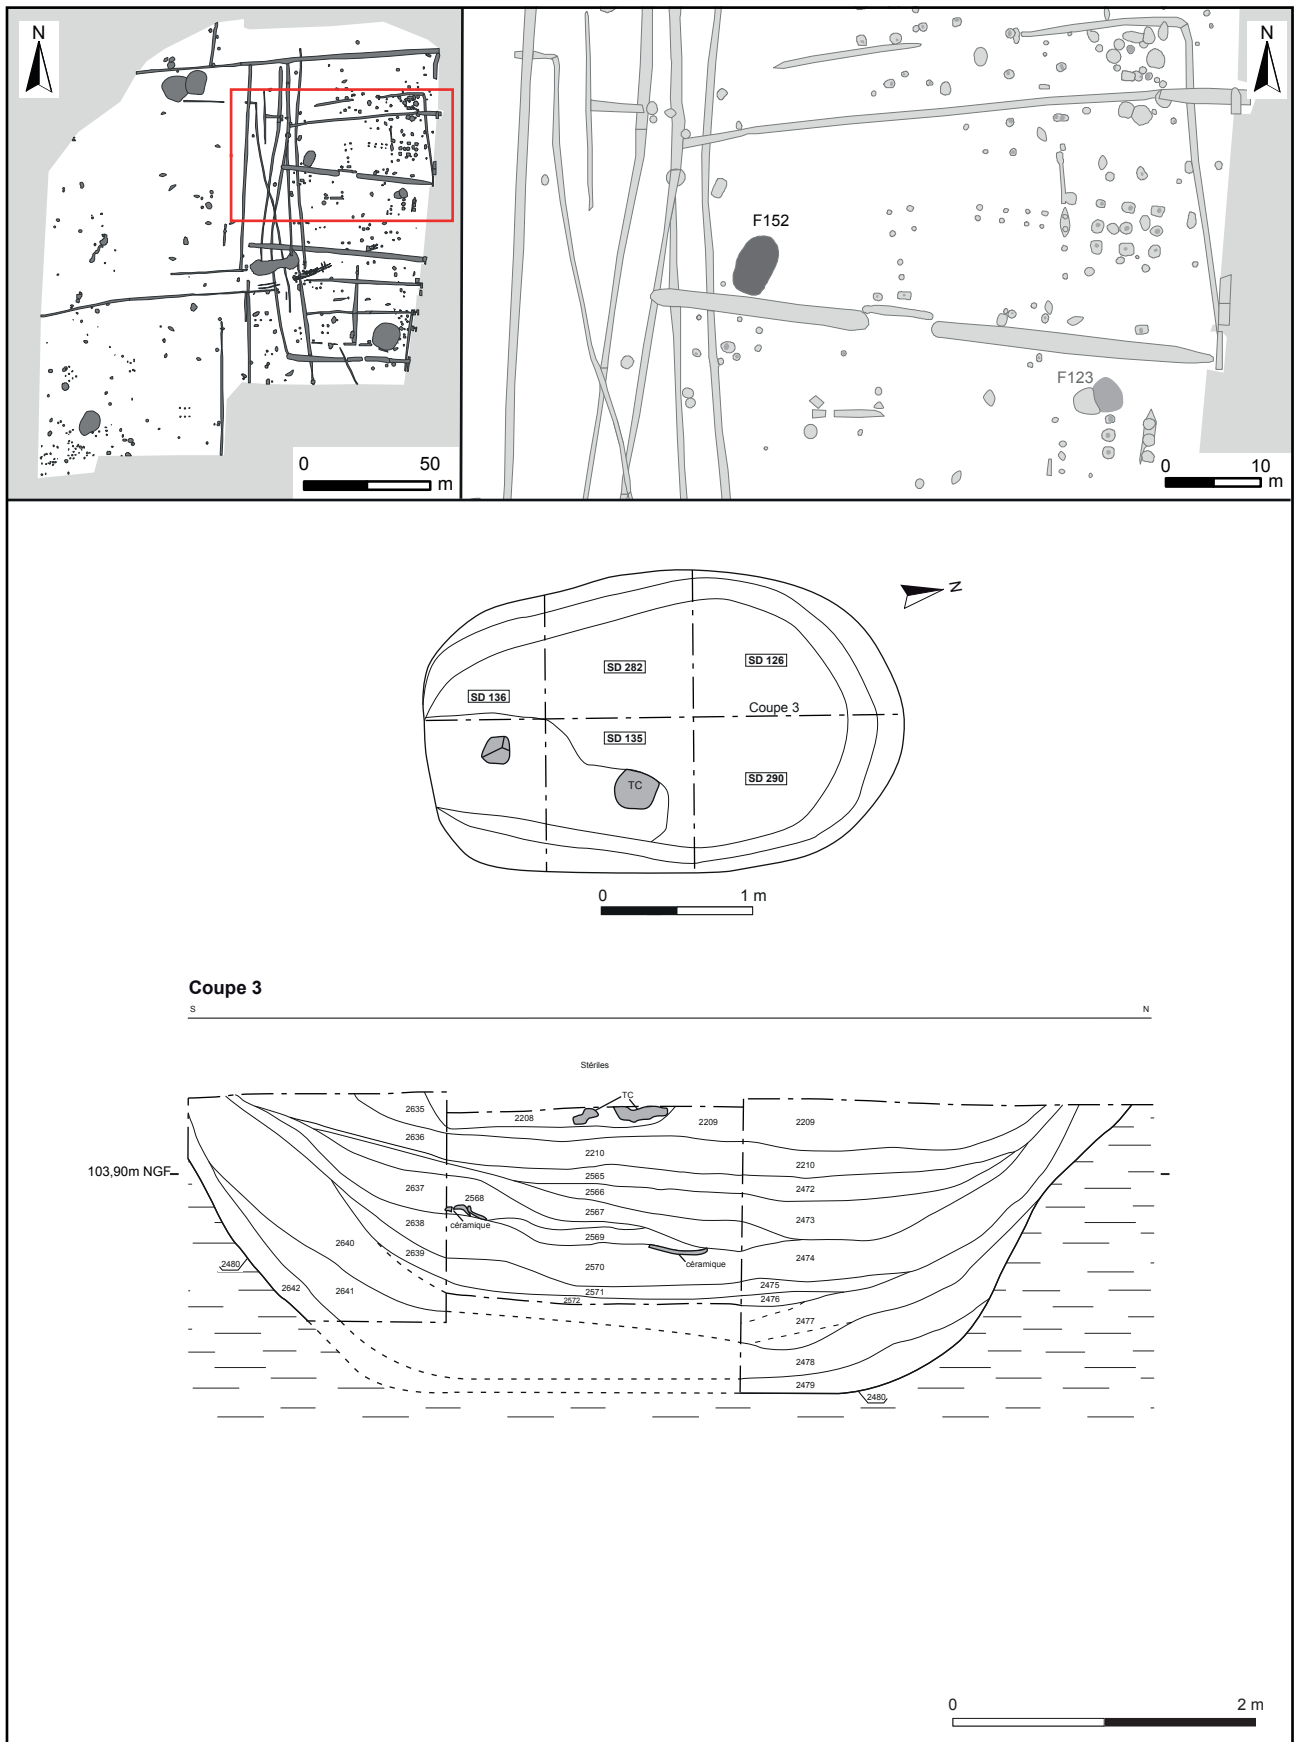 N
0 50
m
N
F152
F123
0 10
m
N
SD 282
SD 126
SD 136
Coupe 3
SD 135
TC
SD 290
0 1 m
Coupe 3
S N
Stériles
TC
2635
2208
2209
2209
2636
2210
2210
2565
2566
2472
103,90m NGF
2637
2568
2567
2473
céramique
2638
2569
2640
2639
2474
céramique
2480
2570
2475
2642
2641
2571
2572
2476
2477
2478
2479
2480
0 2 m